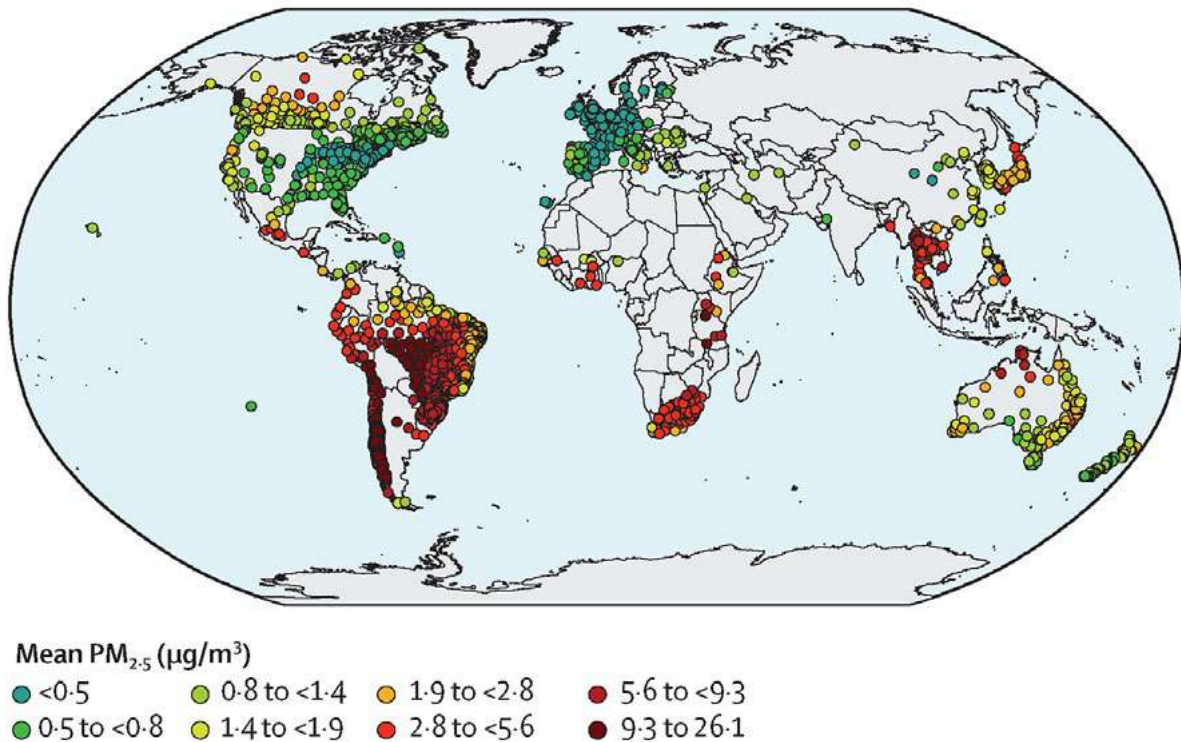 Mean PM2·5 (µg/m³)
<0·5 0·8 to <1·4 1·9 to <2·8 5·6 to <9·3
0·5 to <0·8 1·4 to <1·9 2·8 to <5·6 9·3 to 26·1